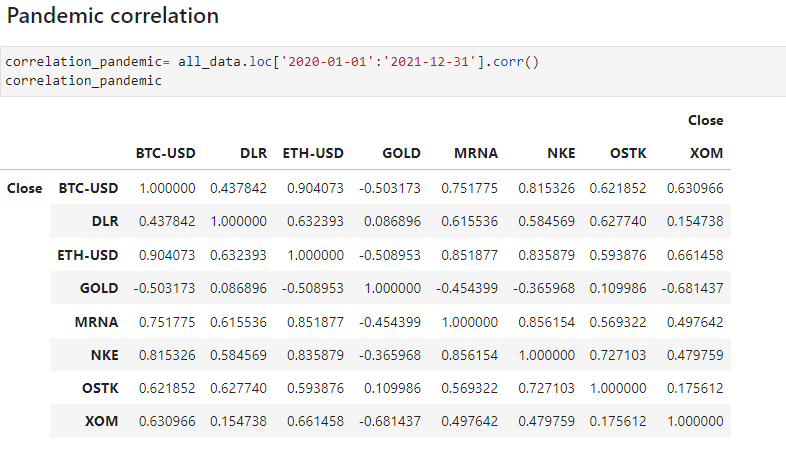 Pandemic correlation
correlation_pandemic= all_data.loc['2020-01-01':'2021-12-31'].corr()
correlation_pandemic
Close
BTC-USD DLR ETH-USD GOLD MRNA NKE OSTK XOM
Close BTC-USD 1.000000 0.437842 0.904073 -0.503173 0.751775 0.815326 0.621852 0.630966
DLR 0.437842 1.000000 0.632393 0.086896 0.615536 0.584569 0.627740 0.154738
ETH-USD 0.904073 0.632393 1.000000 -0.508953 0.851877 0.835879 0.593876 0.661458
GOLD -0.503173 0.086896 -0.508953 1.000000 -0.454399 -0.365968 0.109986 -0.681437
MRNA 0.751775 0.615536 0.851877 -0.454399 1.000000 0.856154 0.569322 0.497642
NKE 0.815326 0.584569 0.835879 -0.365968 0.856154 1.000000 0.727103 0.479759
OSTK 0.621852 0.627740 0.593876 0.109986 0.569322 0.727103 1.000000 0.175612
XOM 0.630966 0.154738 0.661458 -0.681437 0.497642 0.479759 0.175612 1.000000